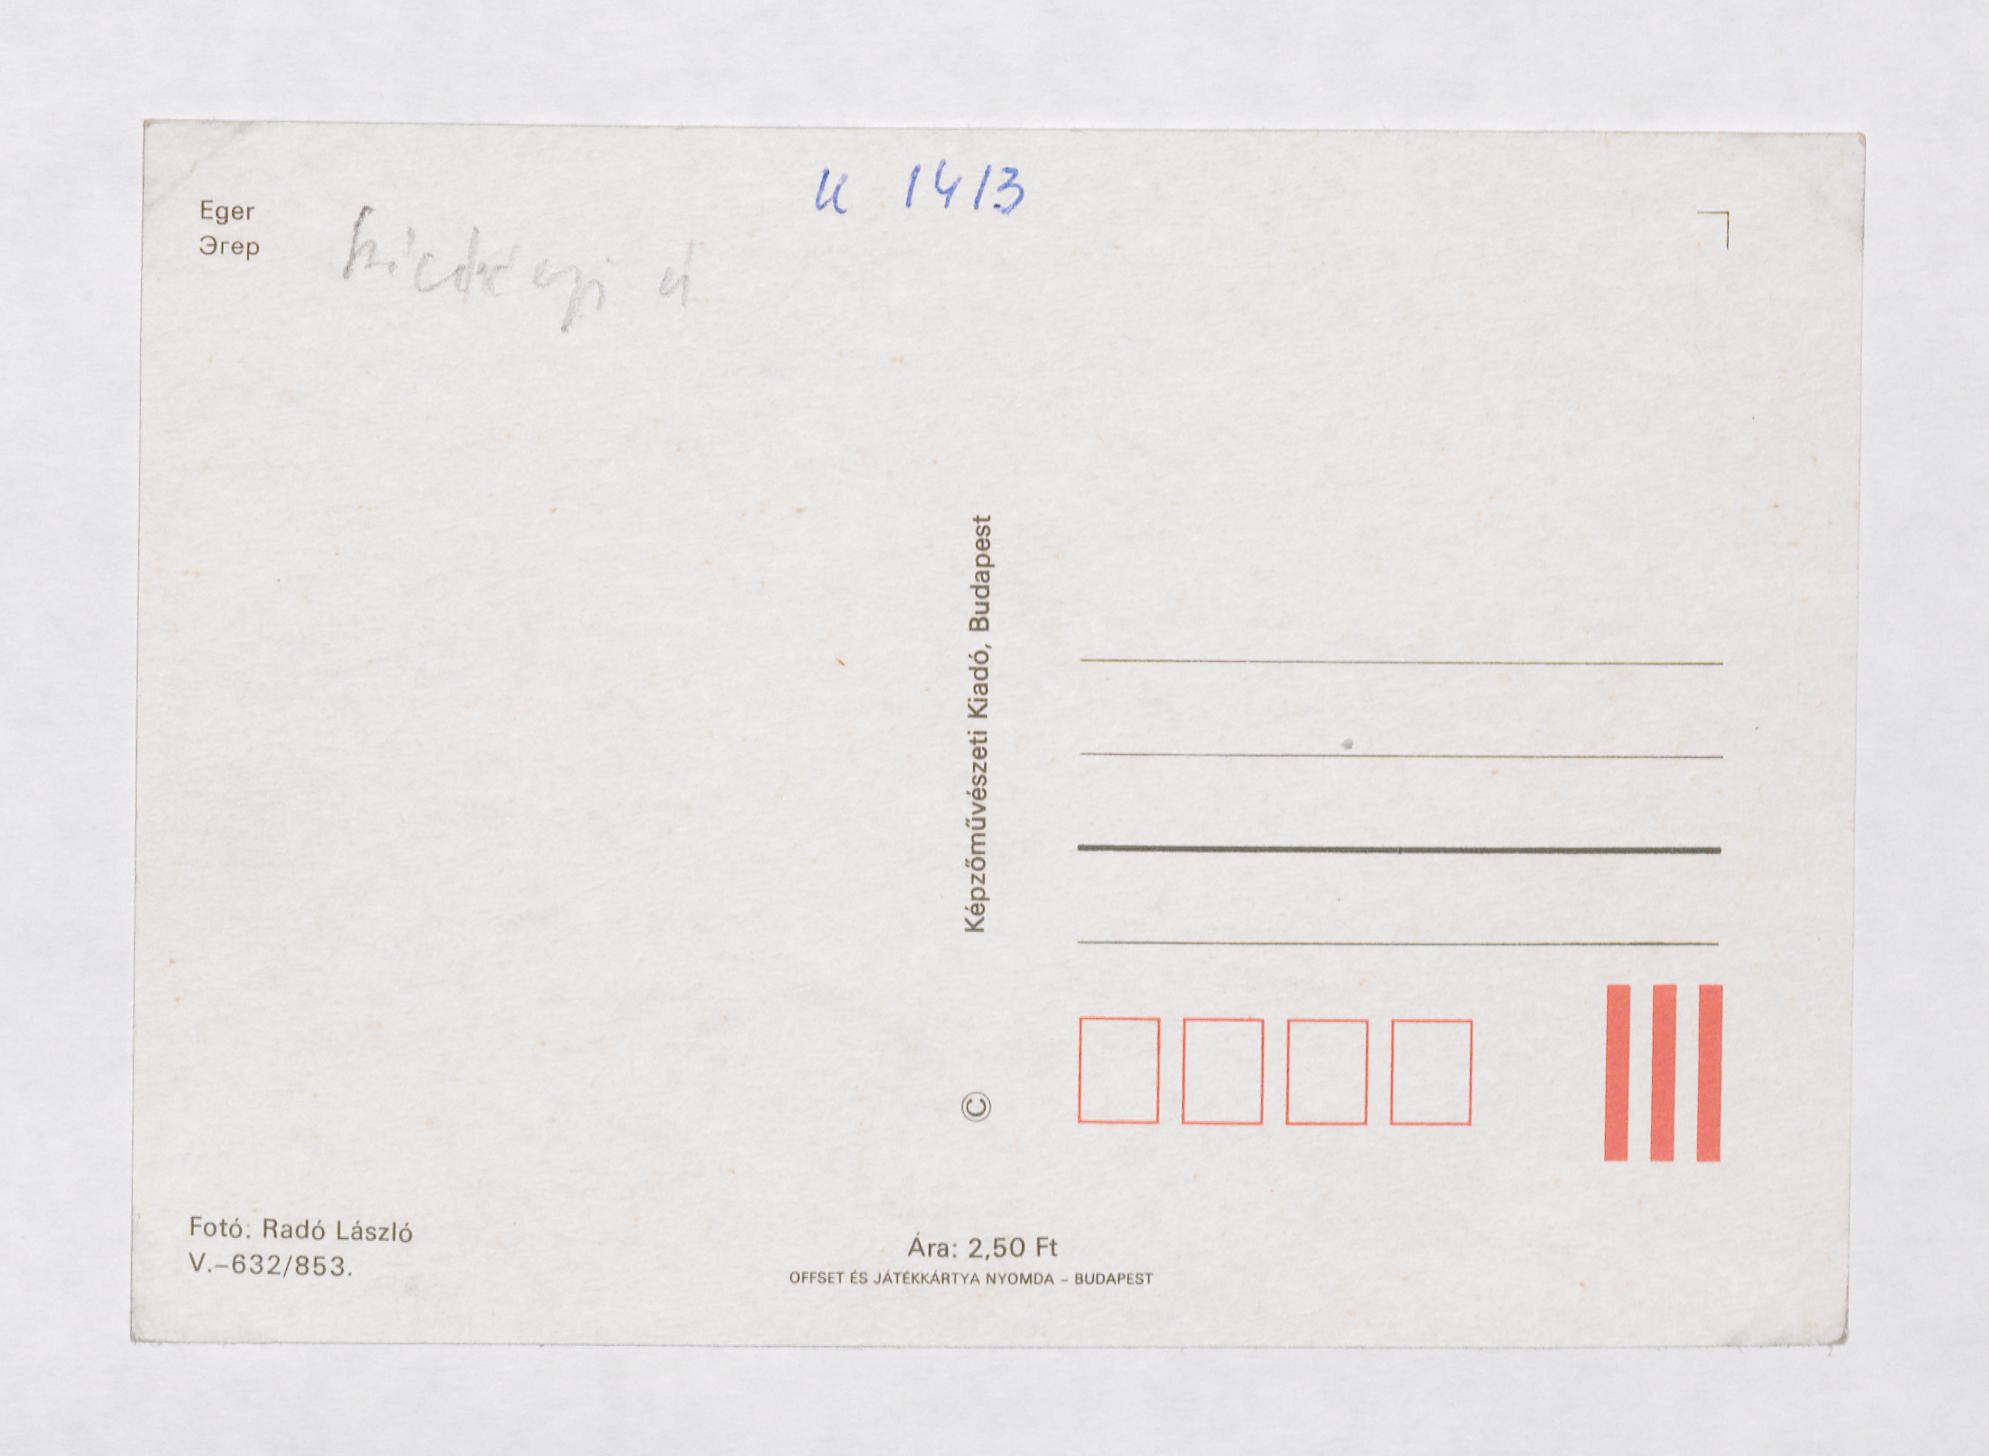 K 1413
Eger
Эгер
© Képzőművészeti Kiadó, Budapest
Fotó: Radó László
V.–632/853.
Ára: 2,50 Ft
OFFSET ÉS JÁTÉKKÁRTYA NYOMDA – BUDAPEST